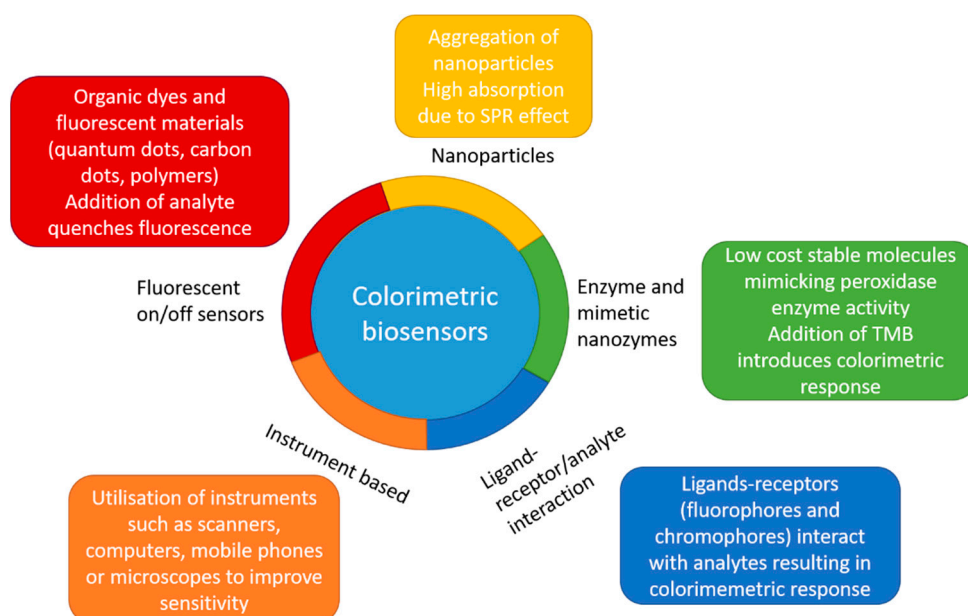 Aggregation of
nanoparticles
High absorption
due to SPR effect
Nanoparticles
Organic dyes and
fluorescent materials
(quantum dots, carbon
dots, polymers)
Addition of analyte
quenches fluorescence
Fluorescent
on/off sensors
Colorimetric
biosensors
Enzyme and
mimetic
nanozymes
Low cost stable molecules
mimicking peroxidase
enzyme activity
Addition of TMB
introduces colorimetric
response
Instrument based
Ligand-
receptor/analyte
interaction
Utilisation of instruments
such as scanners,
computers, mobile phones
or microscopes to improve
sensitivity
Ligands-receptors
(fluorophores and
chromophores) interact
with analytes resulting in
colorimemetric response